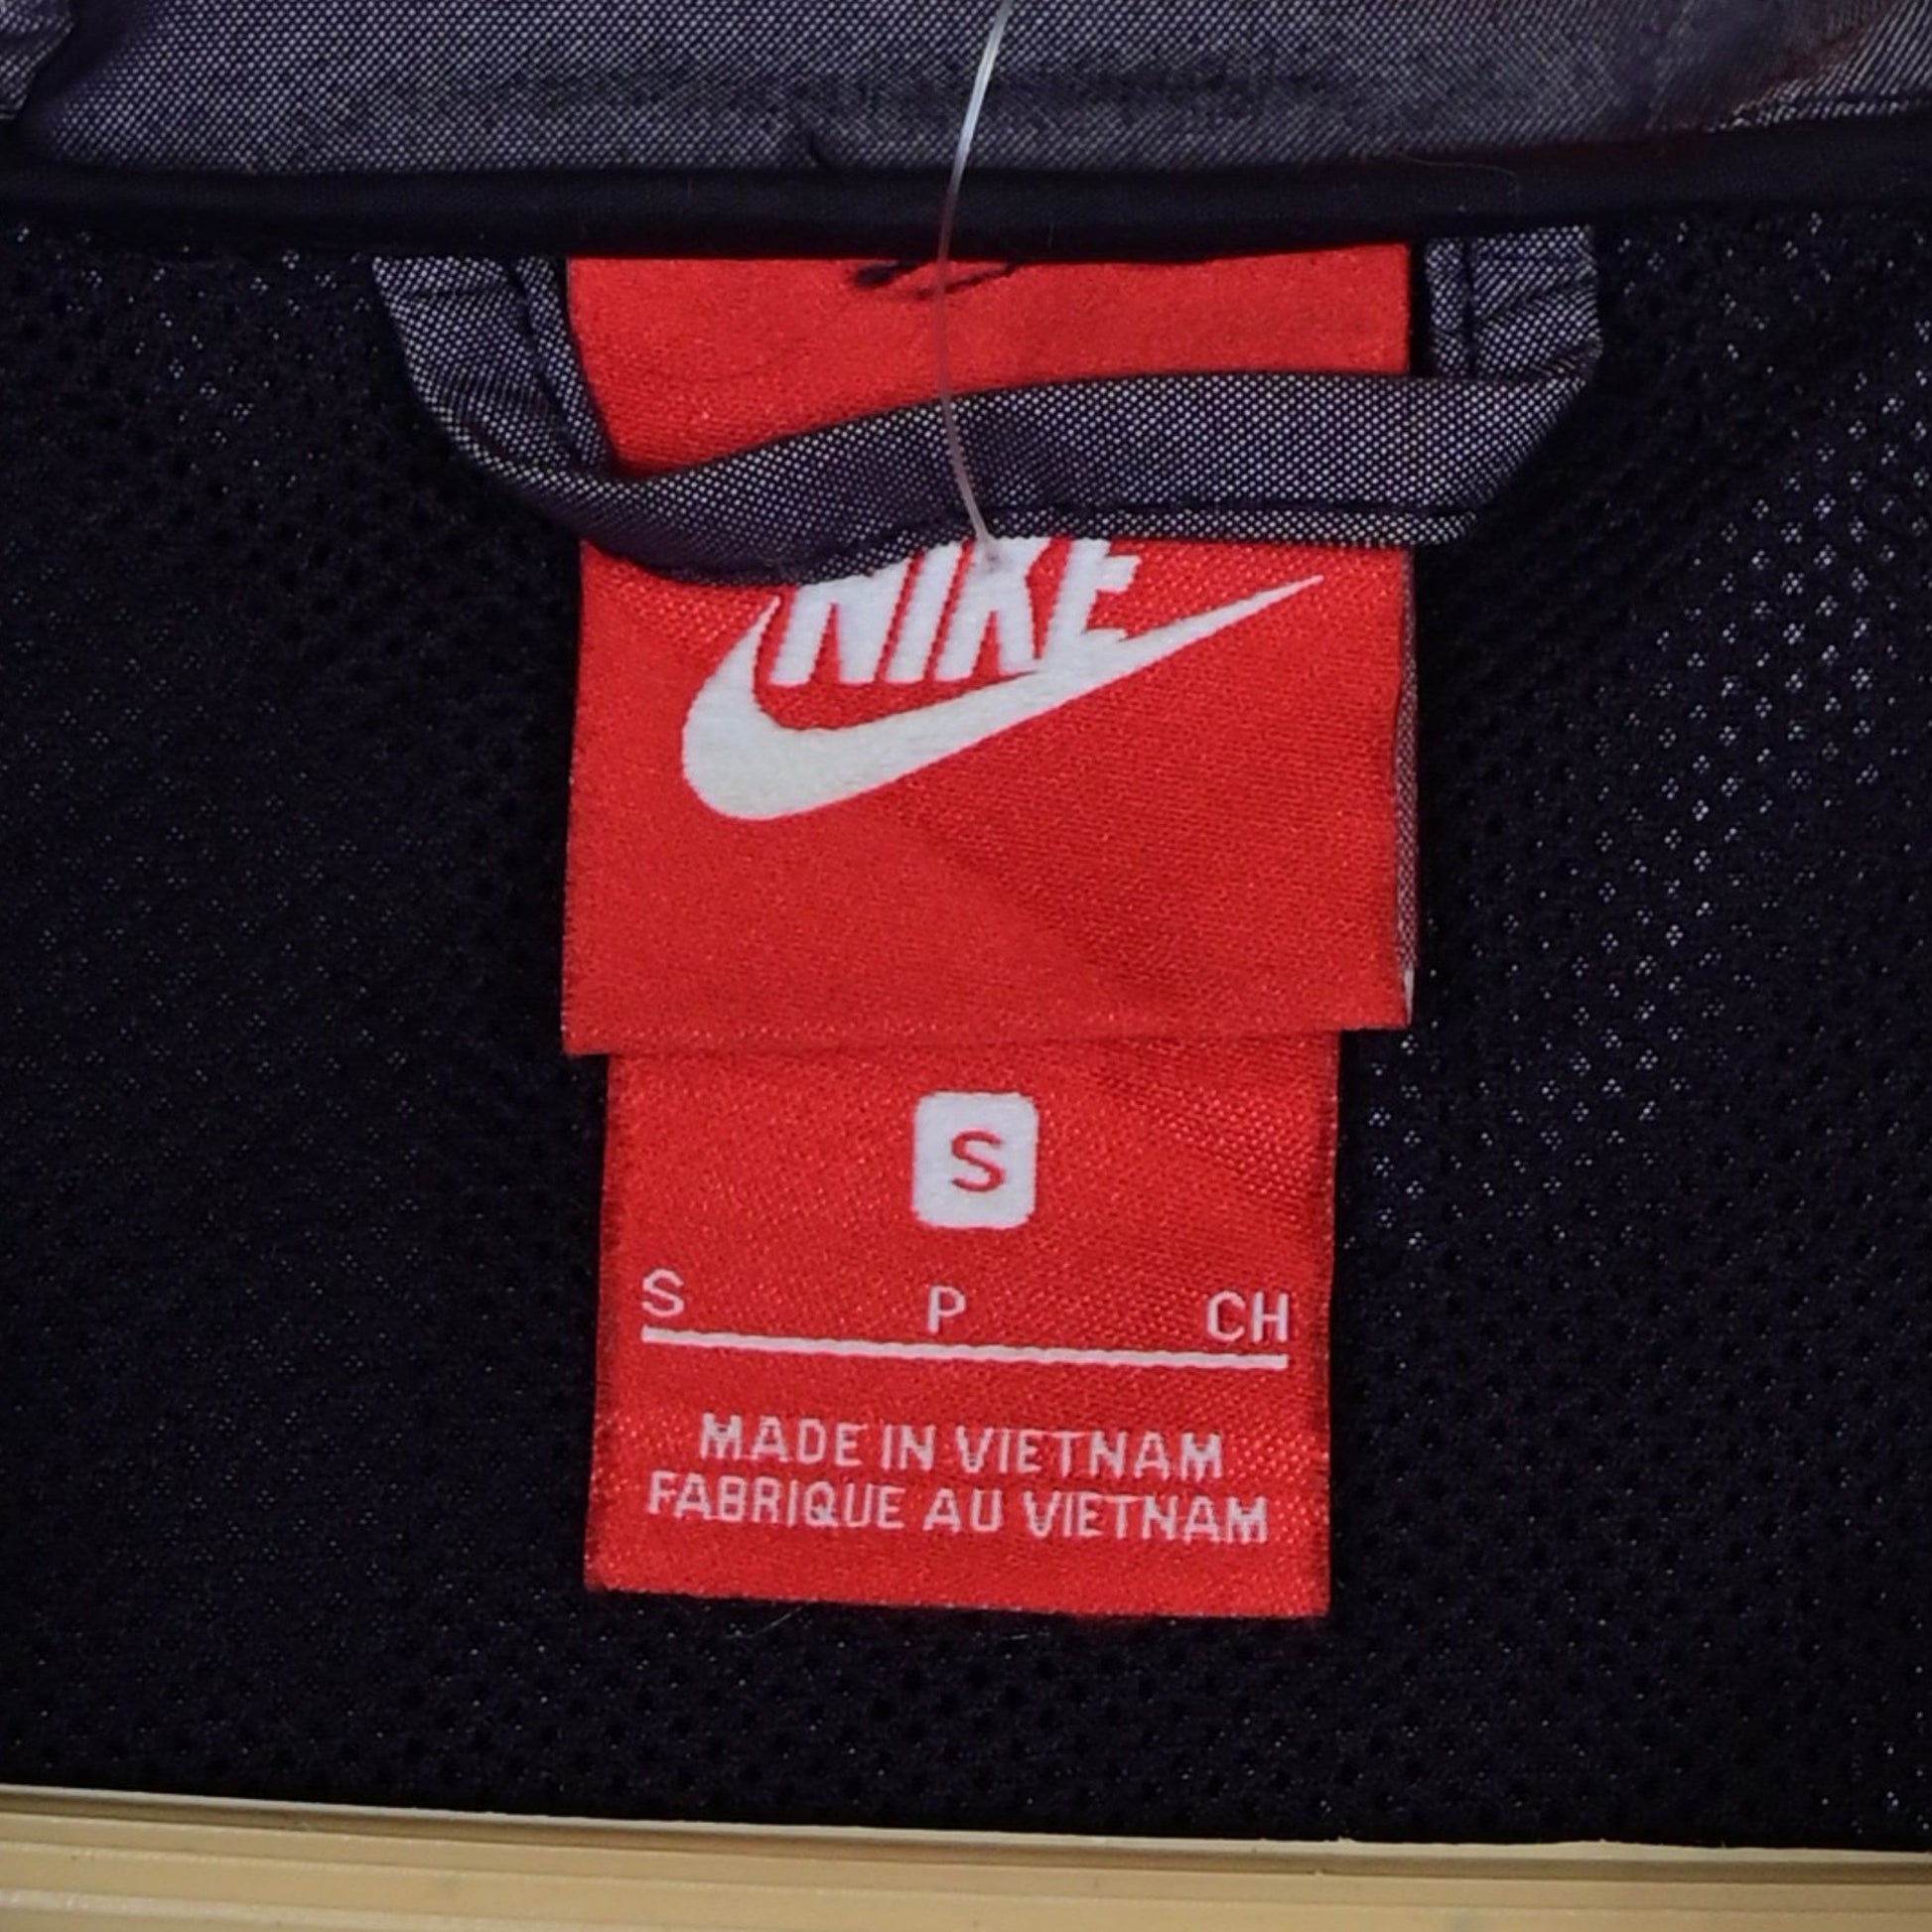 NIKE
S
S P CH
MADE IN VIETNAM
FABRIQUE AU VIETNAM